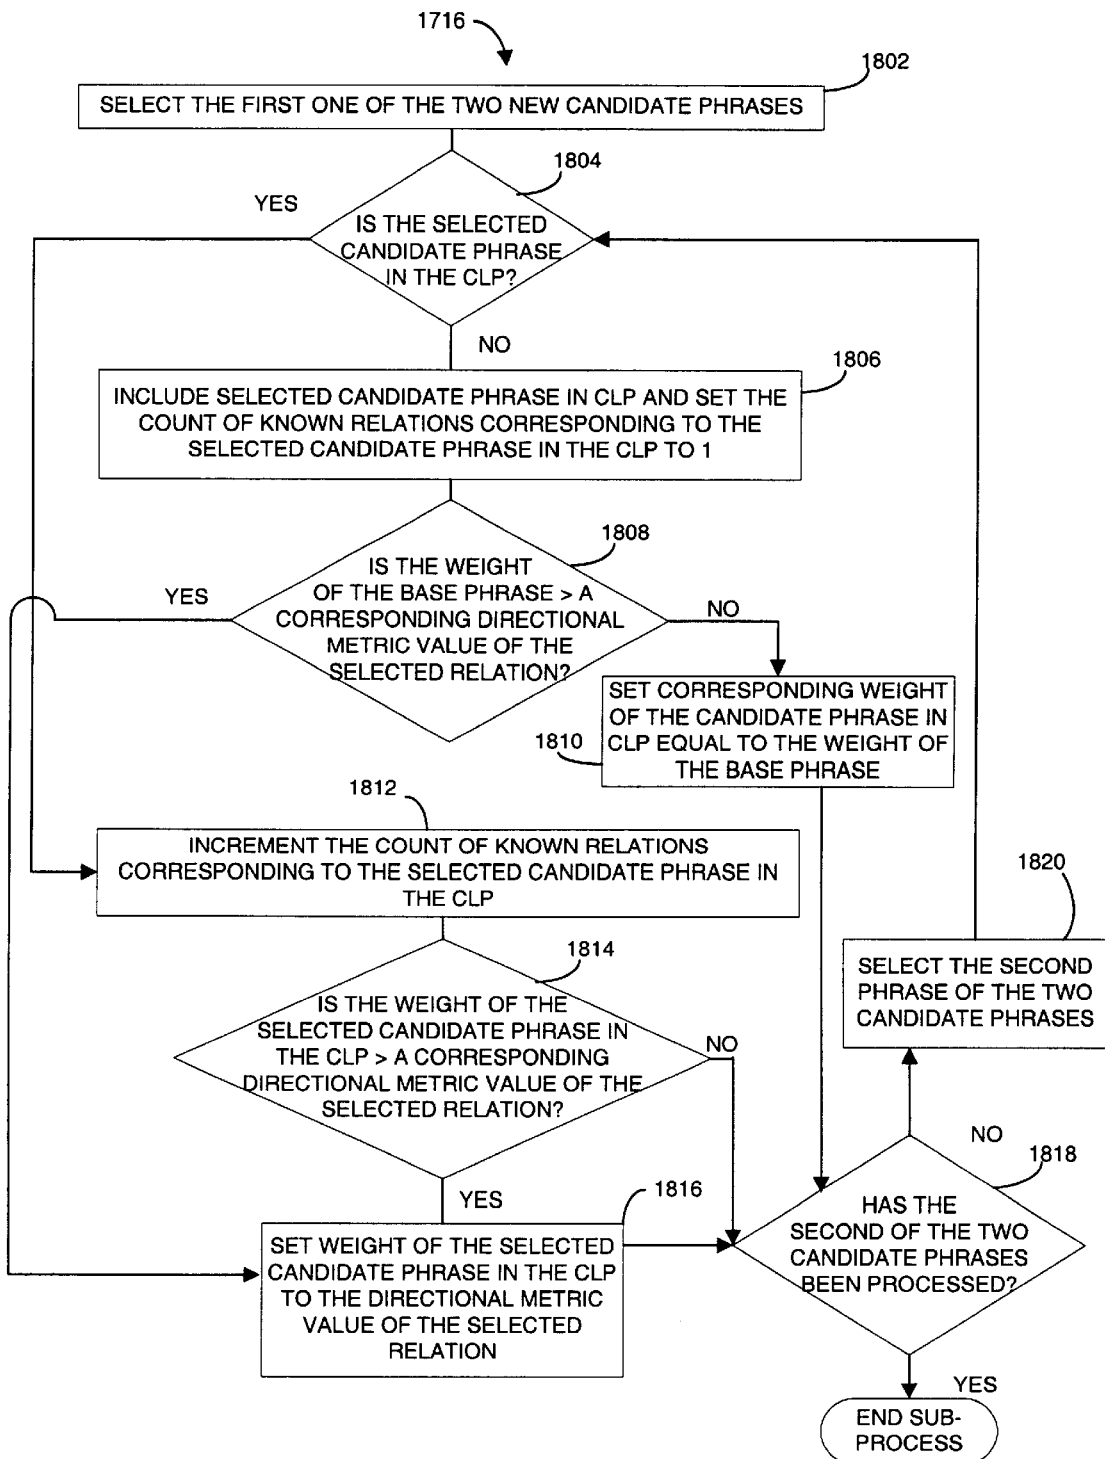 1716
1802
SELECT THE FIRST ONE OF THE TWO NEW CANDIDATE PHRASES
1804
YES
IS THE SELECTED
CANDIDATE PHRASE
IN THE CLP?
NO
1806
INCLUDE SELECTED CANDIDATE PHRASE IN CLP AND SET THE
COUNT OF KNOWN RELATIONS CORRESPONDING TO THE
SELECTED CANDIDATE PHRASE IN THE CLP TO 1
1808
YES
IS THE WEIGHT
OF THE BASE PHRASE > A
CORRESPONDING DIRECTIONAL
METRIC VALUE OF THE
SELECTED RELATION?
NO
SET CORRESPONDING WEIGHT
OF THE CANDIDATE PHRASE IN
CLP EQUAL TO THE WEIGHT OF
THE BASE PHRASE
1810
1812
INCREMENT THE COUNT OF KNOWN RELATIONS
CORRESPONDING TO THE SELECTED CANDIDATE PHRASE IN
THE CLP
1820
SELECT THE SECOND
PHRASE OF THE TWO
CANDIDATE PHRASES
1814
IS THE WEIGHT OF THE
SELECTED CANDIDATE PHRASE IN
THE CLP > A CORRESPONDING
DIRECTIONAL METRIC VALUE OF THE
SELECTED RELATION?
NO
NO
1818
YES
1816
SET WEIGHT OF THE SELECTED
CANDIDATE PHRASE IN THE CLP
TO THE DIRECTIONAL METRIC
VALUE OF THE SELECTED
RELATION
HAS THE
SECOND OF THE TWO
CANDIDATE PHRASES
BEEN PROCESSED?
YES
END SUB-
PROCESS